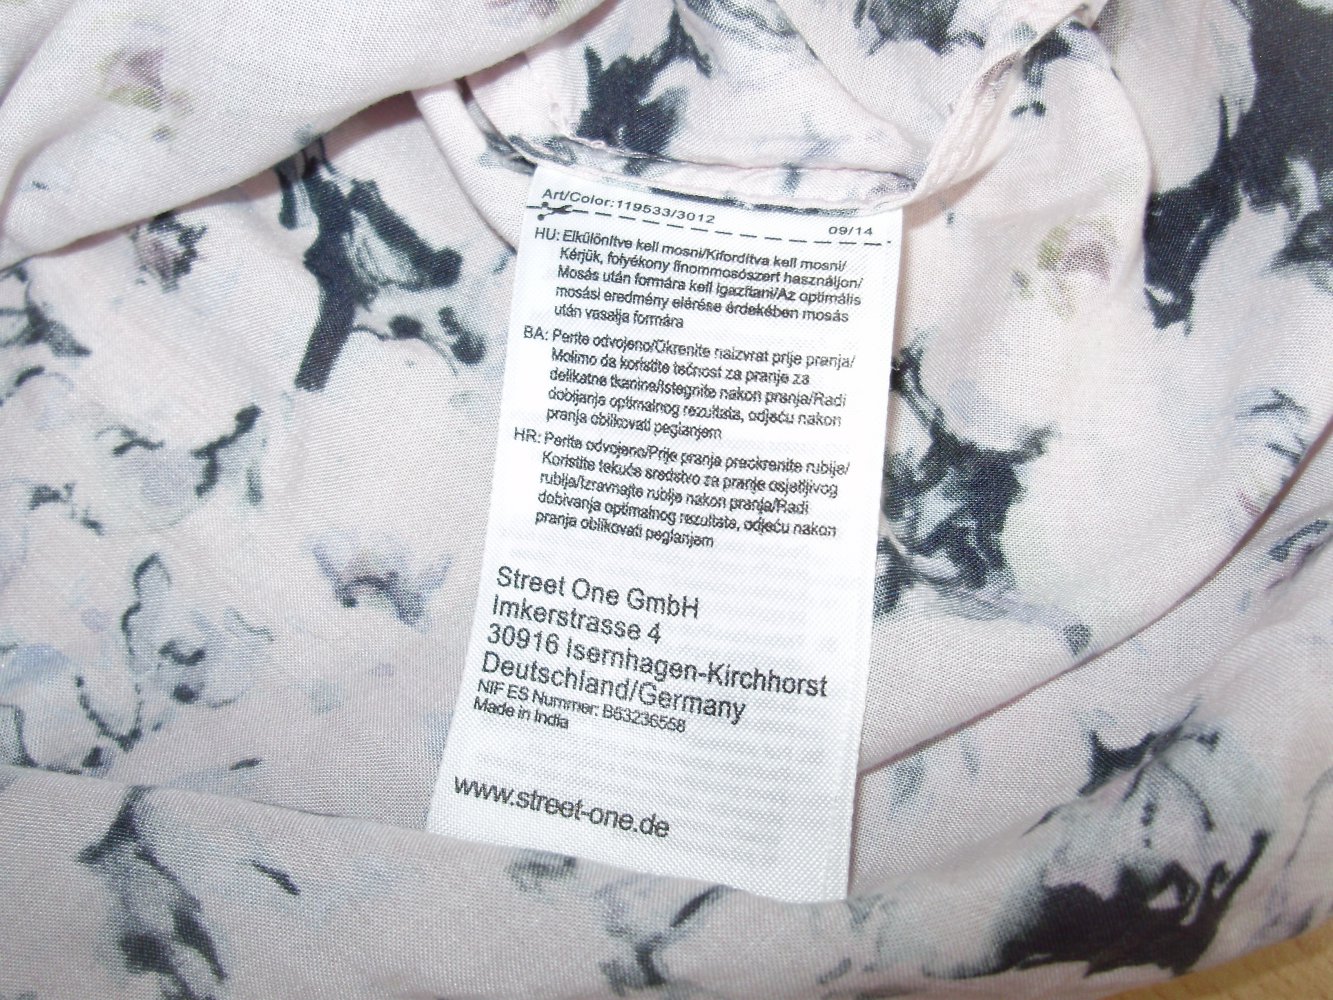 Art/Color:119533/3012
09/14
HU: Elkülönítve kell mosni/Kifordítva kell mosni/
Kérjük, folyékony finommosószert használjon/
Mosás után formára kell igazítani/Az optimális
mosási eredmény elérése érdekében mosás
után vasalja formára
BA: Perite odvojeno/Okrenite naizvrat prije pranja/
Molimo da koristite tečnost za pranje za
delikatne tkanine/Istegnite nakon pranja/Radi
dobijanja optimalnog rezultata, odjeću nakon
pranja oblikovati peglanjem
HR: Perite odvojeno/Prije pranja preokrenite rublje/
Koristite tekuće sredstvo za pranje osjetljivog
rublja/Izravnajte rublje nakon pranja/Radi
dobivanja optimalnog rezultata, odjeću nakon
pranja oblikovati peglanjem
Street One GmbH
Imkerstrasse 4
30916 Isernhagen-Kirchhorst
Deutschland/Germany
NIF ES Nummer: B53236558
Made in India
www.street-one.de